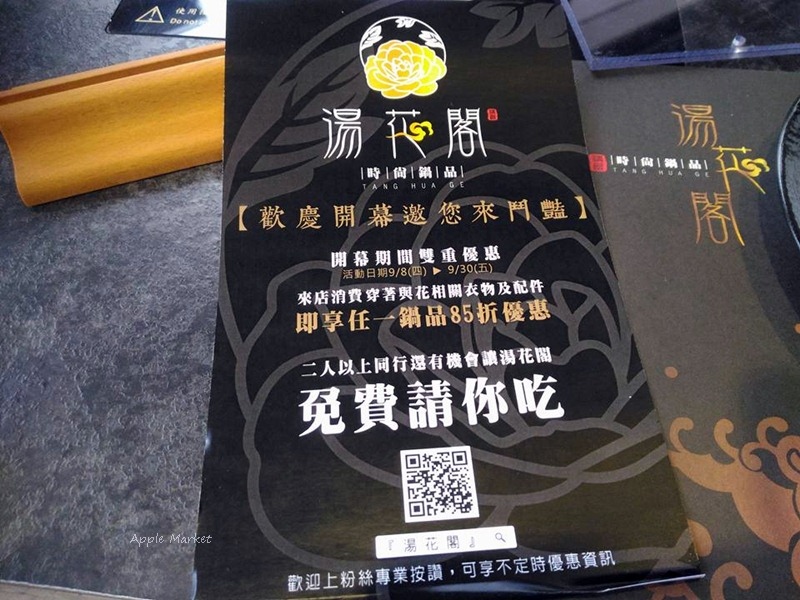 使用
Do not
湯花閣
時尚鍋品
TANG HUA GE
【歡慶開幕邀您來鬥豔】
開幕期間雙重優惠
活動日期9/8(四) ▶ 9/30(五)
來店消費穿著與花相關衣物及配件
即享任一鍋品85折優惠
二人以上同行還有機會讓湯花閣
免費請你吃
『湯花閣』
歡迎上粉絲專業按讚，可享不定時優惠資訊
湯花閣
時尚鍋品
TANG HUA GE
Apple Market